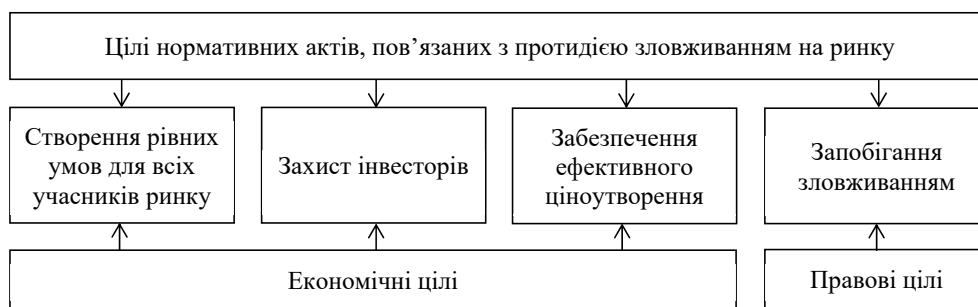 Цілі нормативних актів, пов’язаних з протидією зловживанням на ринку
Створення рівних
умов для всіх
учасників ринку
Захист інвесторів
Забезпечення
ефективного
ціноутворення
Запобігання
зловживанням
Економічні цілі
Правові цілі